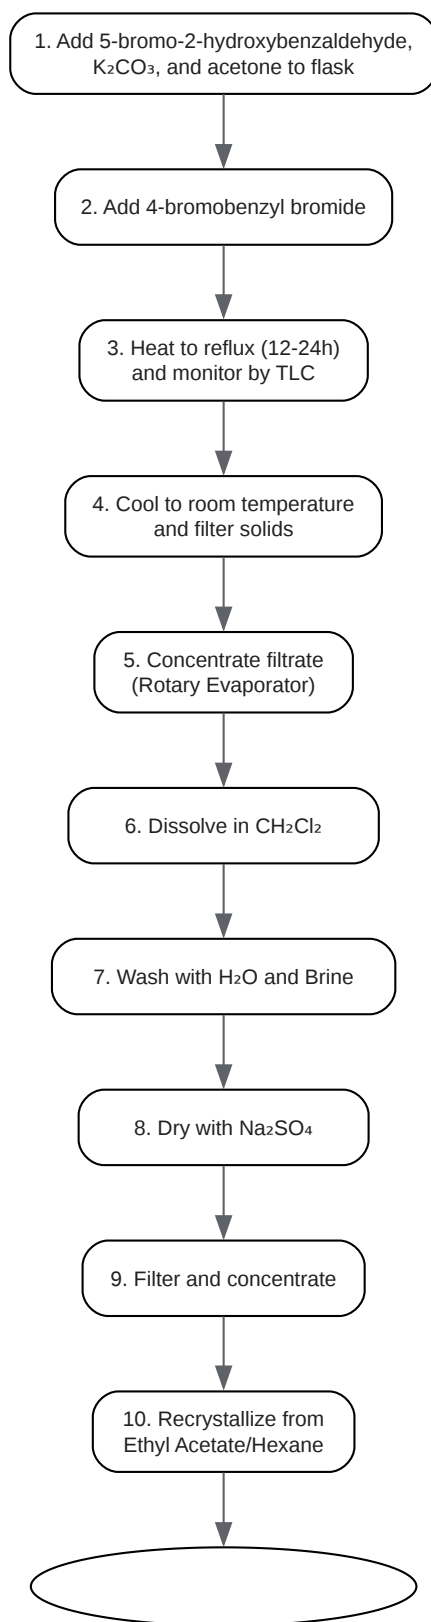 1. Add 5-bromo-2-hydroxybenzaldehyde,
K₂CO₃, and acetone to flask
2. Add 4-bromobenzyl bromide
3. Heat to reflux (12-24h)
and monitor by TLC
4. Cool to room temperature
and filter solids
5. Concentrate filtrate
(Rotary Evaporator)
6. Dissolve in CH₂Cl₂
7. Wash with H₂O and Brine
8. Dry with Na₂SO₄
9. Filter and concentrate
10. Recrystallize from
Ethyl Acetate/Hexane